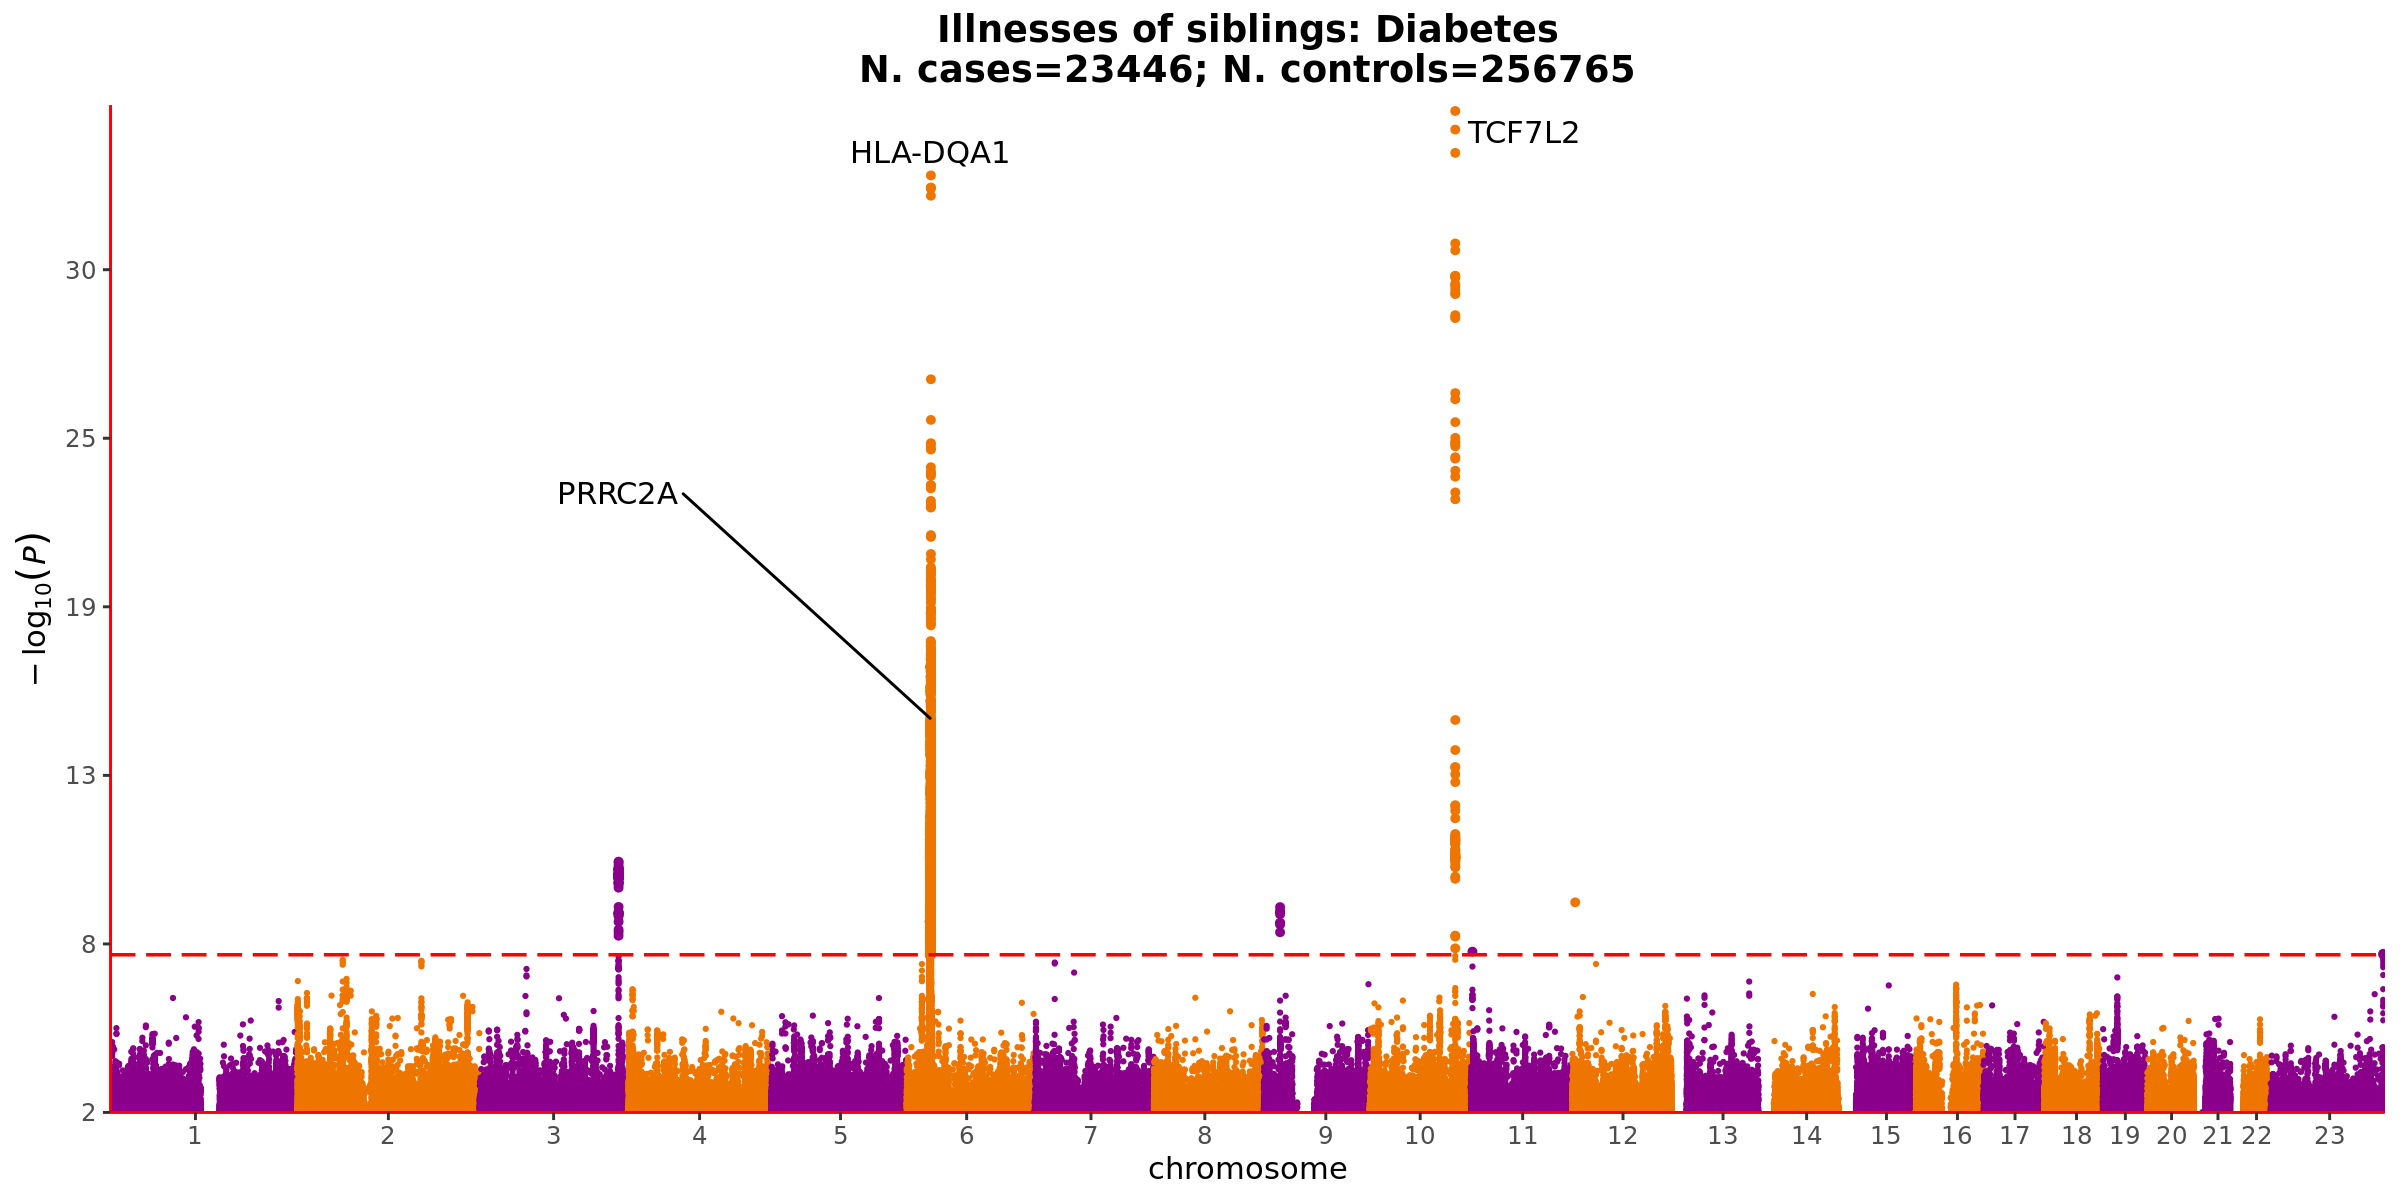 Illnesses of siblings: Diabetes
N. cases=23446; N. controls=256765
HLA-DQA1
TCF7L2
PRRC2A
30
25
19
13
8
2
− log10(P)
1 2 3 4 5 6 7 8 9 10 11 12 13 14 15 16 17 18 19 20 21 22 23
chromosome